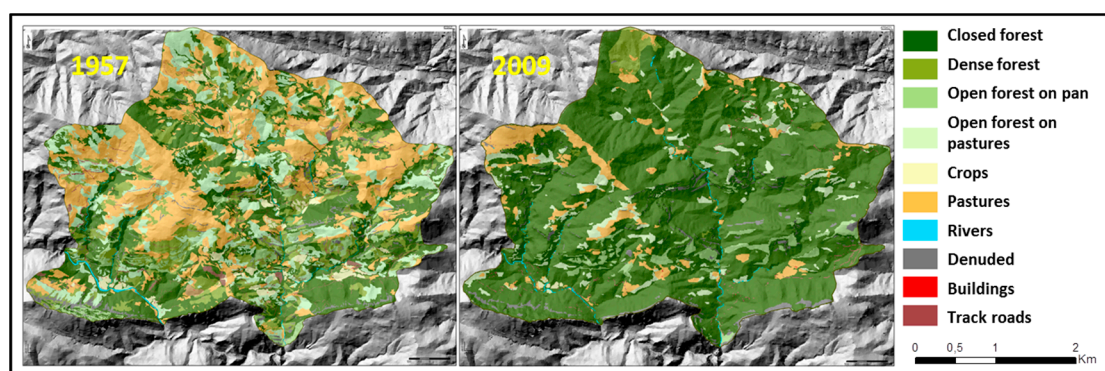 1957
2009
Closed forest
Dense forest
Open forest on pan
Open forest on
pastures
Crops
Pastures
Rivers
Denuded
Buildings
Track roads
0 0,5 1 2
Km